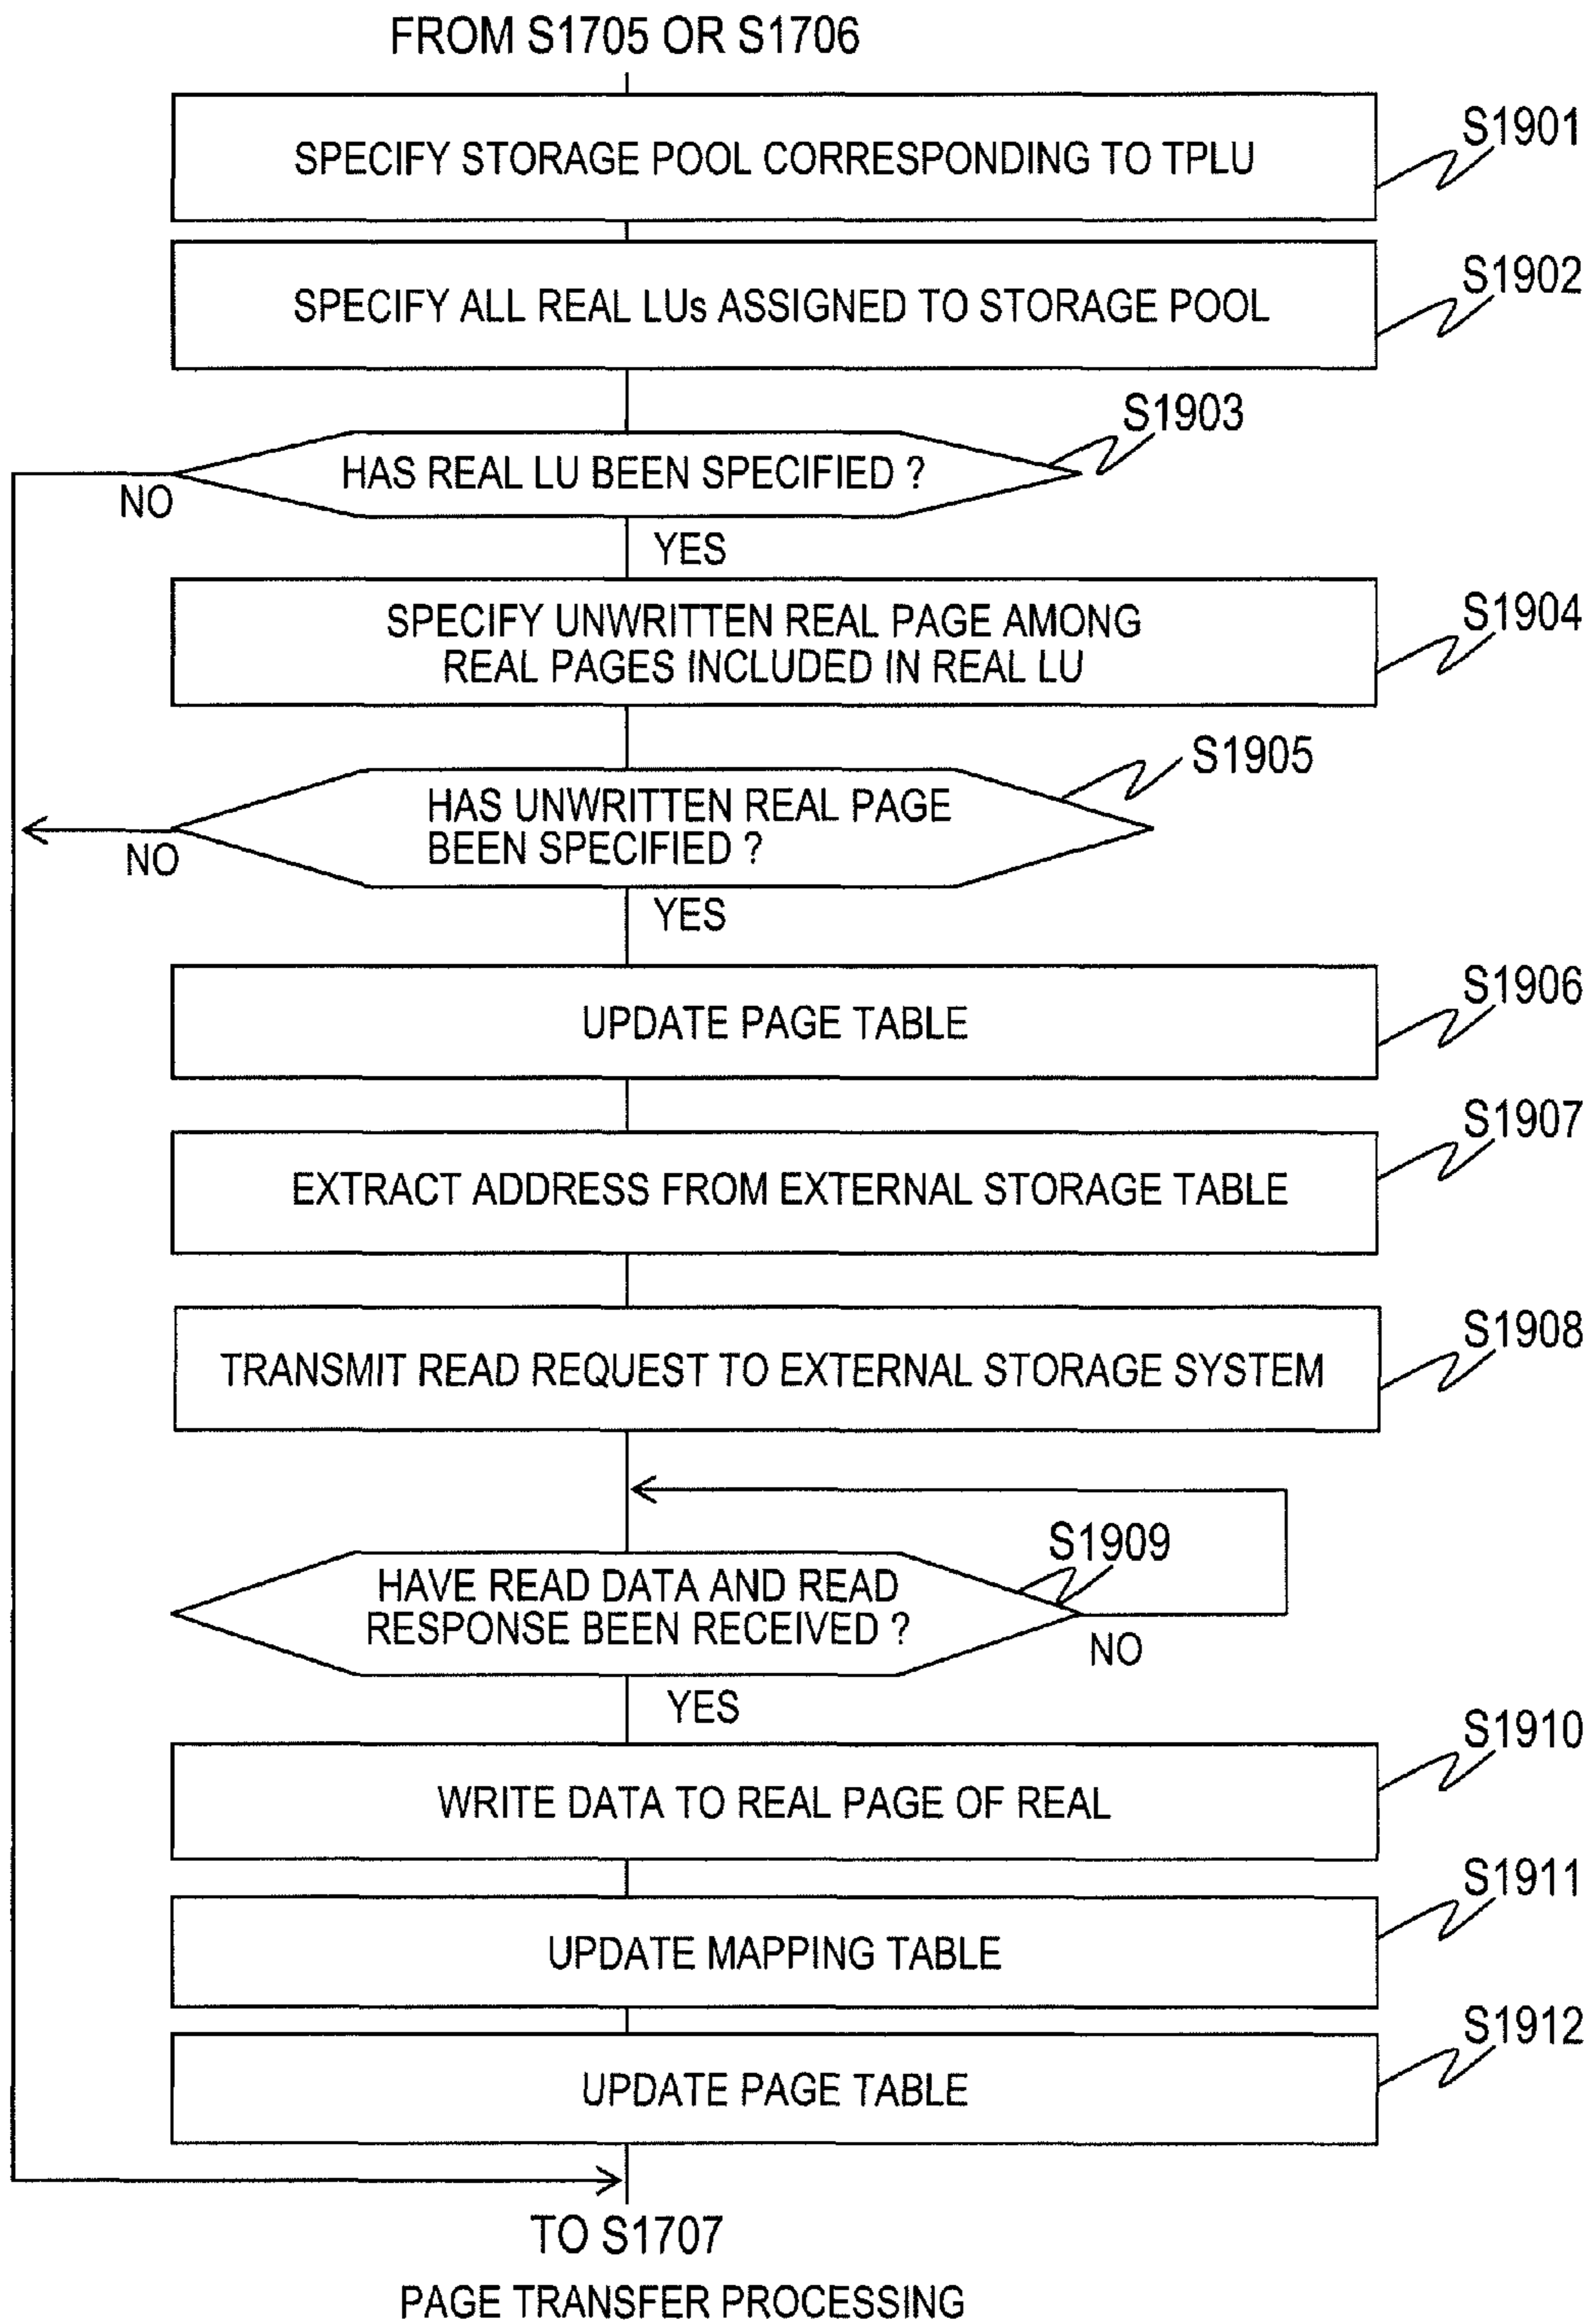 FROM S1705 OR S1706
SPECIFY STORAGE POOL CORRESPONDING TO TPLU
S1901
SPECIFY ALL REAL LUs ASSIGNED TO STORAGE POOL
S1902
HAS REAL LU BEEN SPECIFIED ?
S1903
NO
YES
SPECIFY UNWRITTEN REAL PAGE AMONG
REAL PAGES INCLUDED IN REAL LU
S1904
HAS UNWRITTEN REAL PAGE
BEEN SPECIFIED ?
S1905
NO
YES
UPDATE PAGE TABLE
S1906
EXTRACT ADDRESS FROM EXTERNAL STORAGE TABLE
S1907
TRANSMIT READ REQUEST TO EXTERNAL STORAGE SYSTEM
S1908
HAVE READ DATA AND READ
RESPONSE BEEN RECEIVED ?
S1909
NO
YES
WRITE DATA TO REAL PAGE OF REAL
S1910
UPDATE MAPPING TABLE
S1911
UPDATE PAGE TABLE
S1912
TO S1707
PAGE TRANSFER PROCESSING